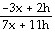 -3x + 2h
7x + 11h